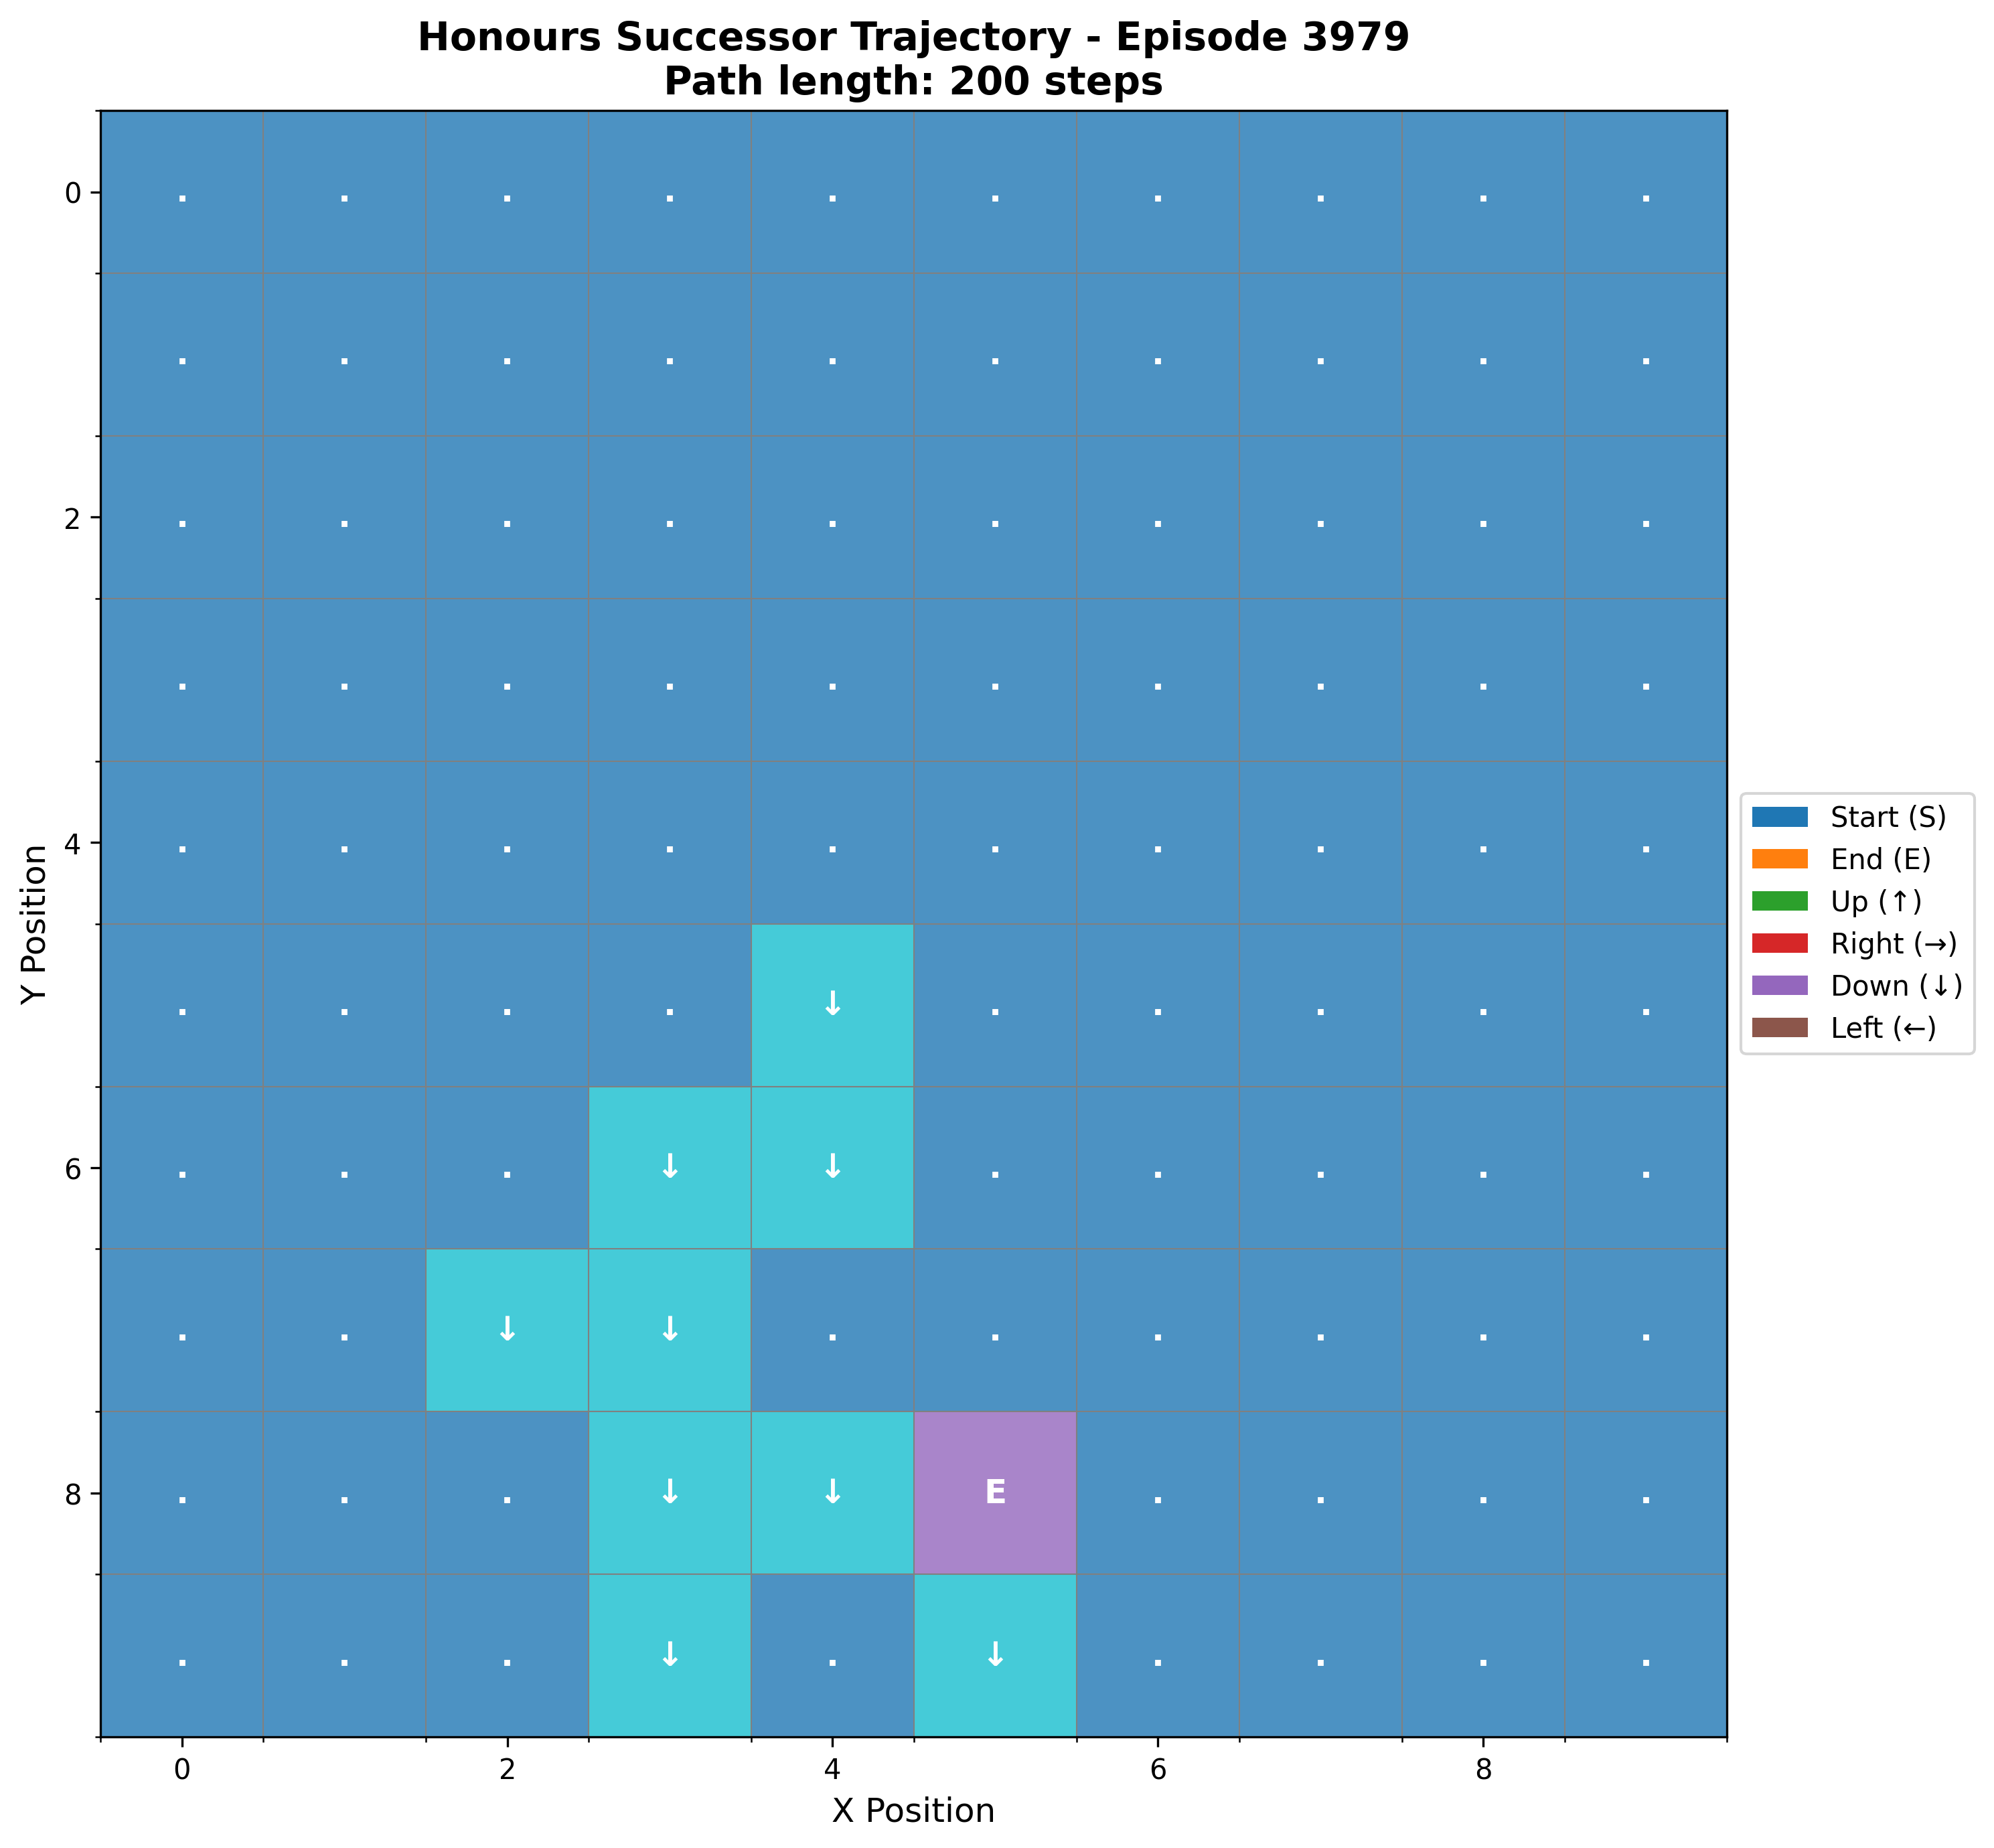 Honours Successor Trajectory - Episode 3979
Path length: 200 steps
0
. . . . . . . . . .
. . . . . . . . . .
2
. . . . . . . . . .
. . . . . . . . . .
4
. . . . . . . . . .
. . . . ↓ . . . . .
6
. . . ↓ ↓ . . . . .
. . ↓ ↓ . . . . . .
8
. . . ↓ ↓ E . . . .
. . . ↓ . ↓ . . . .
0 2 4 6 8
X Position
Y Position
Start (S)
End (E)
Up (↑)
Right (→)
Down (↓)
Left (←)